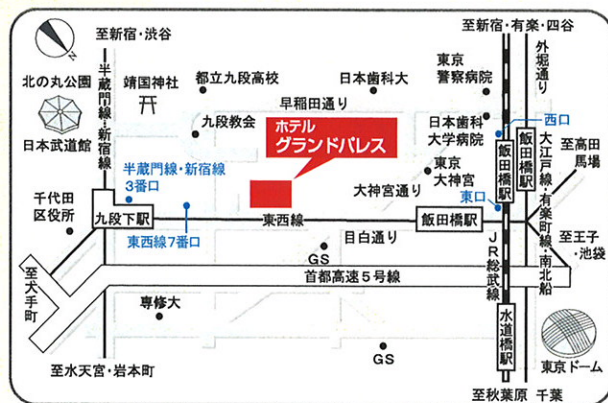 至新宿・渋谷
至新宿・有楽・四谷
N
北の丸公園
半蔵門線・新宿線
靖国神社
都立九段高校
日本歯科大
東京
警察病院
外堀通り
早稲田通り
日本武道館
九段教会
ホテル
グランドパレス
日本歯科
大学病院
西口
飯田橋駅
飯田橋駅
至高田
馬場
半蔵門線・新宿線
3番口
東京
大神宮
大神宮通り
大江戸線・有楽町線・南北船
千代田
区役所
東口
九段下駅
東西線
飯田橋駅
東西線7番口
目白通り
至王子
・池袋
GS
JR総武線
首都高速5号線
至犬手町
専修大
水道橋駅
GS
東京ドーム
至水天宮・岩本町
至秋葉原 千葉